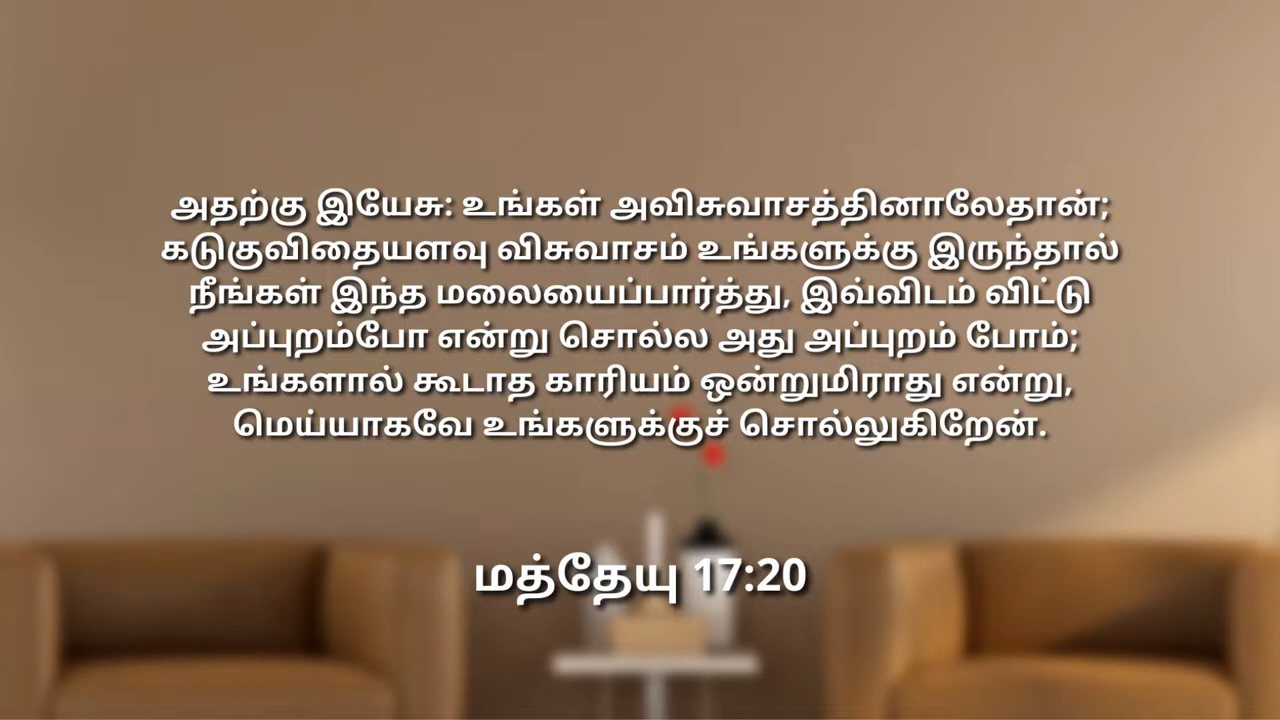 அதற்கு இயேசு: உங்கள் அவிசுவாசத்தினாலேதான்;
கடுகுவிதையளவு விசுவாசம் உங்களுக்கு இருந்தால்
நீங்கள் இந்த மலையைப்பார்த்து, இவ்விடம் விட்டு
அப்புறம்போ என்று சொல்ல அது அப்புறம் போம்;
உங்களால் கூடாத காரியம் ஒன்றுமிராது என்று,
மெய்யாகவே உங்களுக்குச் சொல்லுகிறேன்.
மத்தேயு 17:20